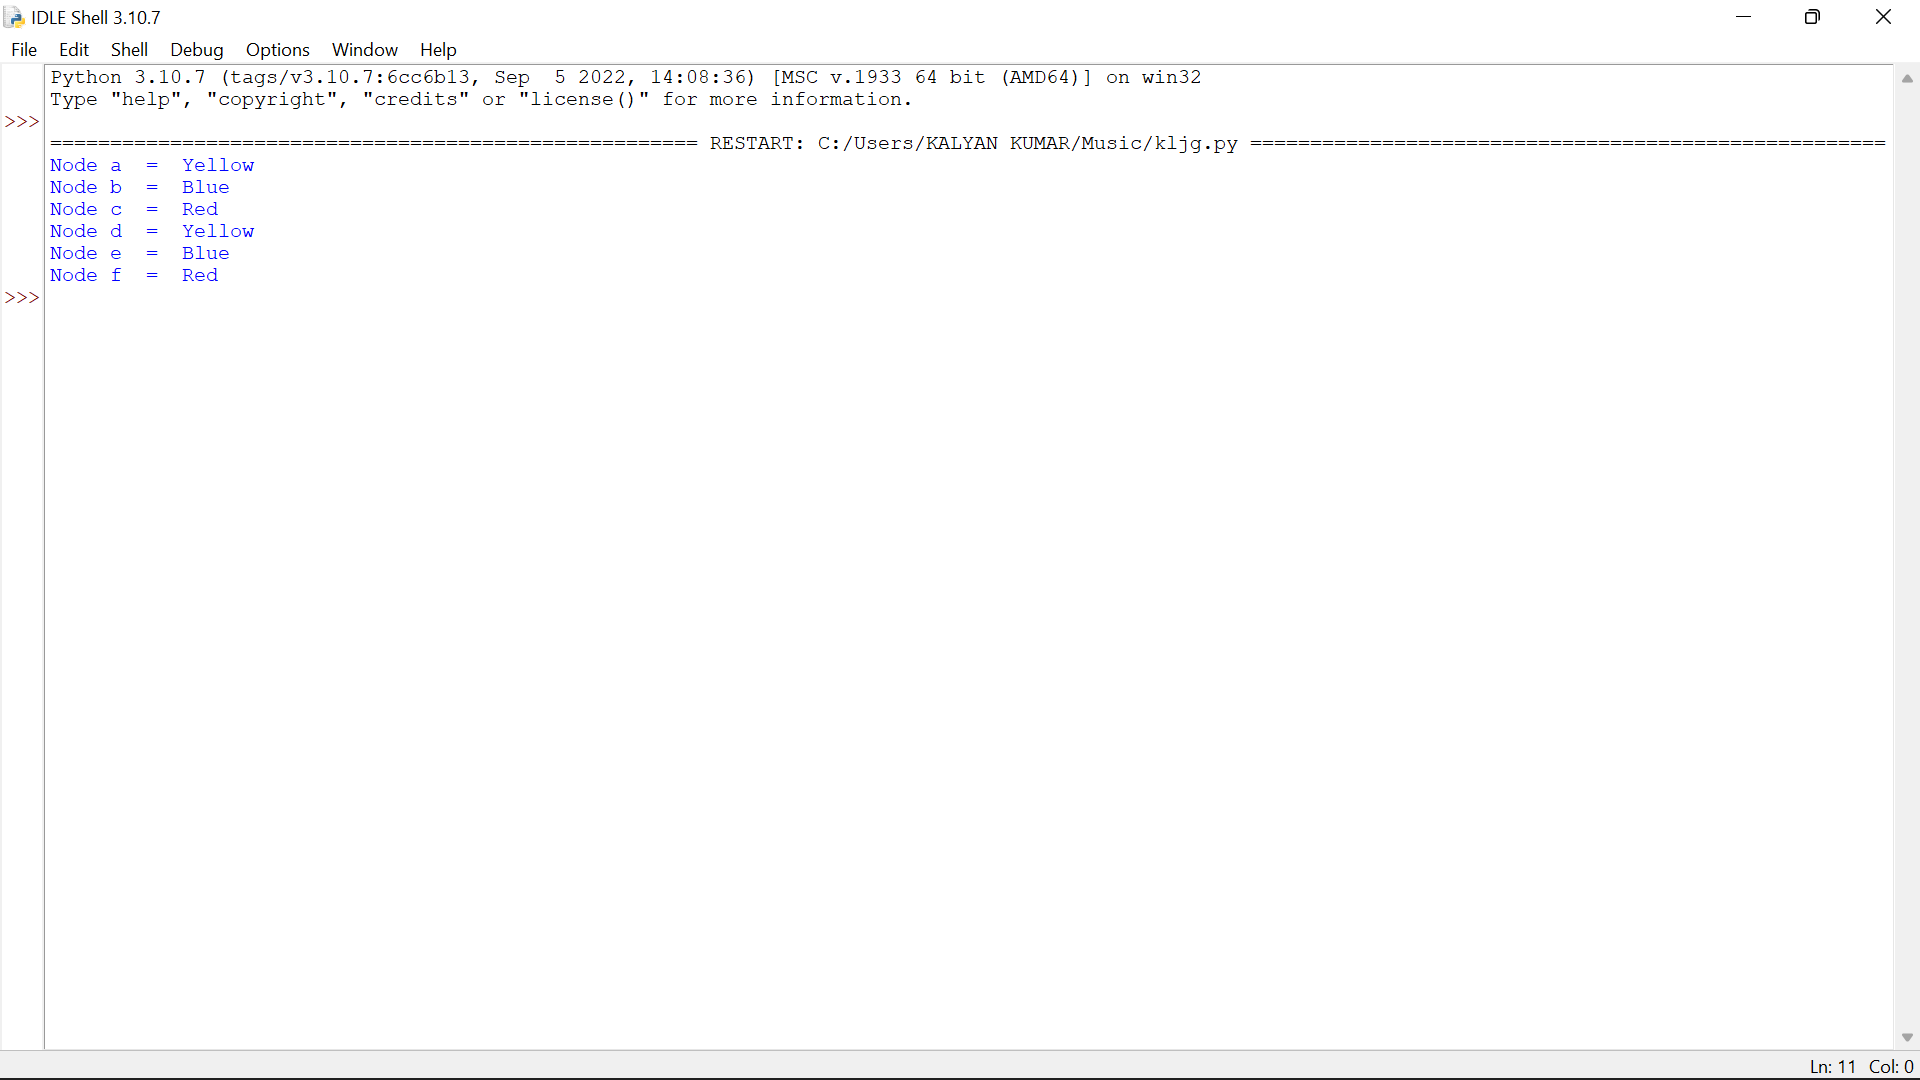 IDLE Shell 3.10.7
File Edit Shell Debug Options Window Help
Python 3.10.7 (tags/v3.10.7:6cc6b13, Sep  5 2022, 14:08:36) [MSC v.1933 64 bit (AMD64)] on win32
Type "help", "copyright", "credits" or "license()" for more information.
>>>
====================================================== RESTART: C:/Users/KALYAN KUMAR/Music/kljg.py =====================================================
Node a  =  Yellow
Node b  =  Blue
Node c  =  Red
Node d  =  Yellow
Node e  =  Blue
Node f  =  Red
>>>
Ln: 11 Col: 0